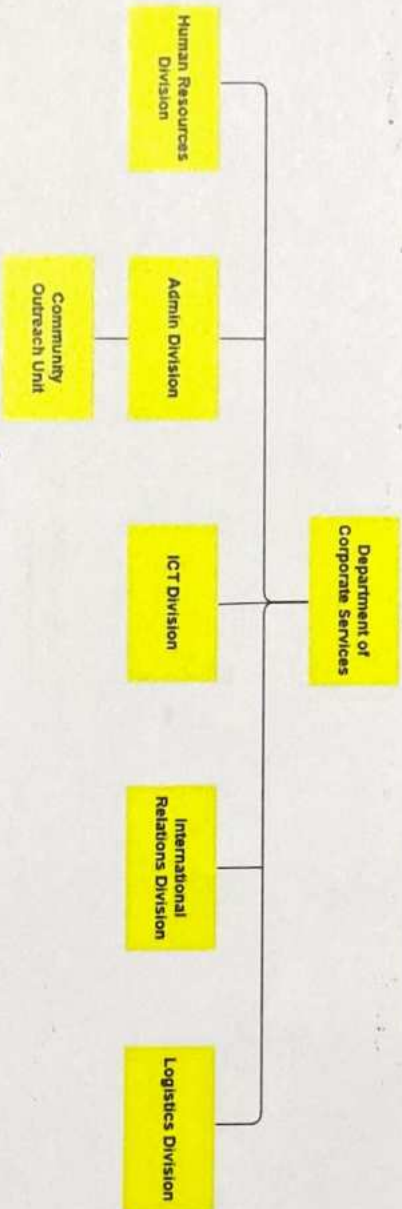 Department of
Corporate Services
Human Resources
Division
Admin Division
ICT Division
International
Relations Division
Logistics Division
Community
Outreach Unit